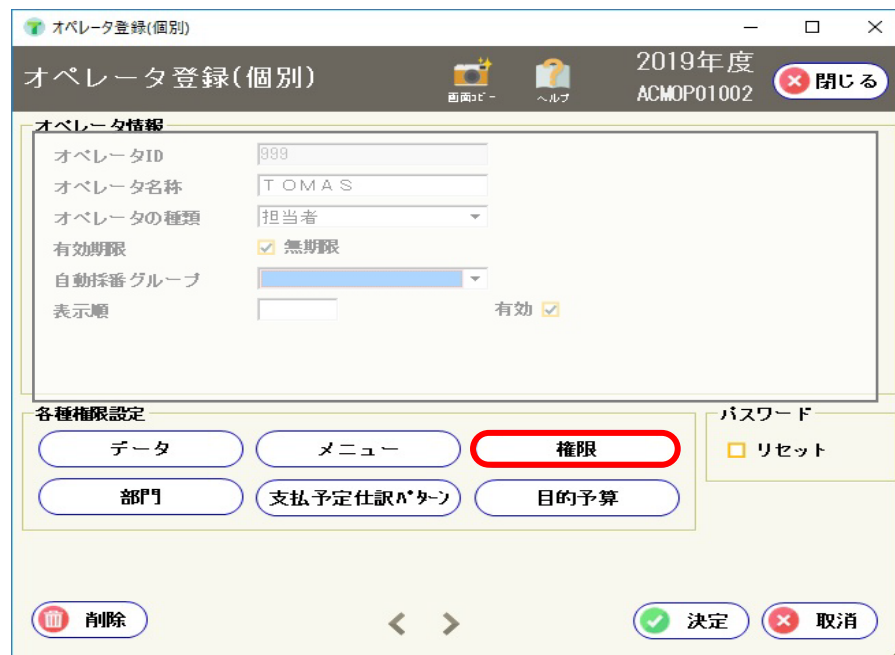 オペレータ登録(個別)
オペレータ登録(個別)
画面ｺﾋﾟｰ
ヘルプ
2019年度
ACMOP01002
閉じる
オペレータ情報
オペレータID 999
オペレータ名称 ＴＯＭＡＳ
オペレータの種類 担当者
有効期限 無期限
自動採番グループ
表示順 有効
各種権限設定
データ メニュー 権限
部門 支払予定仕訳ﾊﾟﾀｰﾝ 目的予算
パスワード
リセット
削除 < > 決定 取消